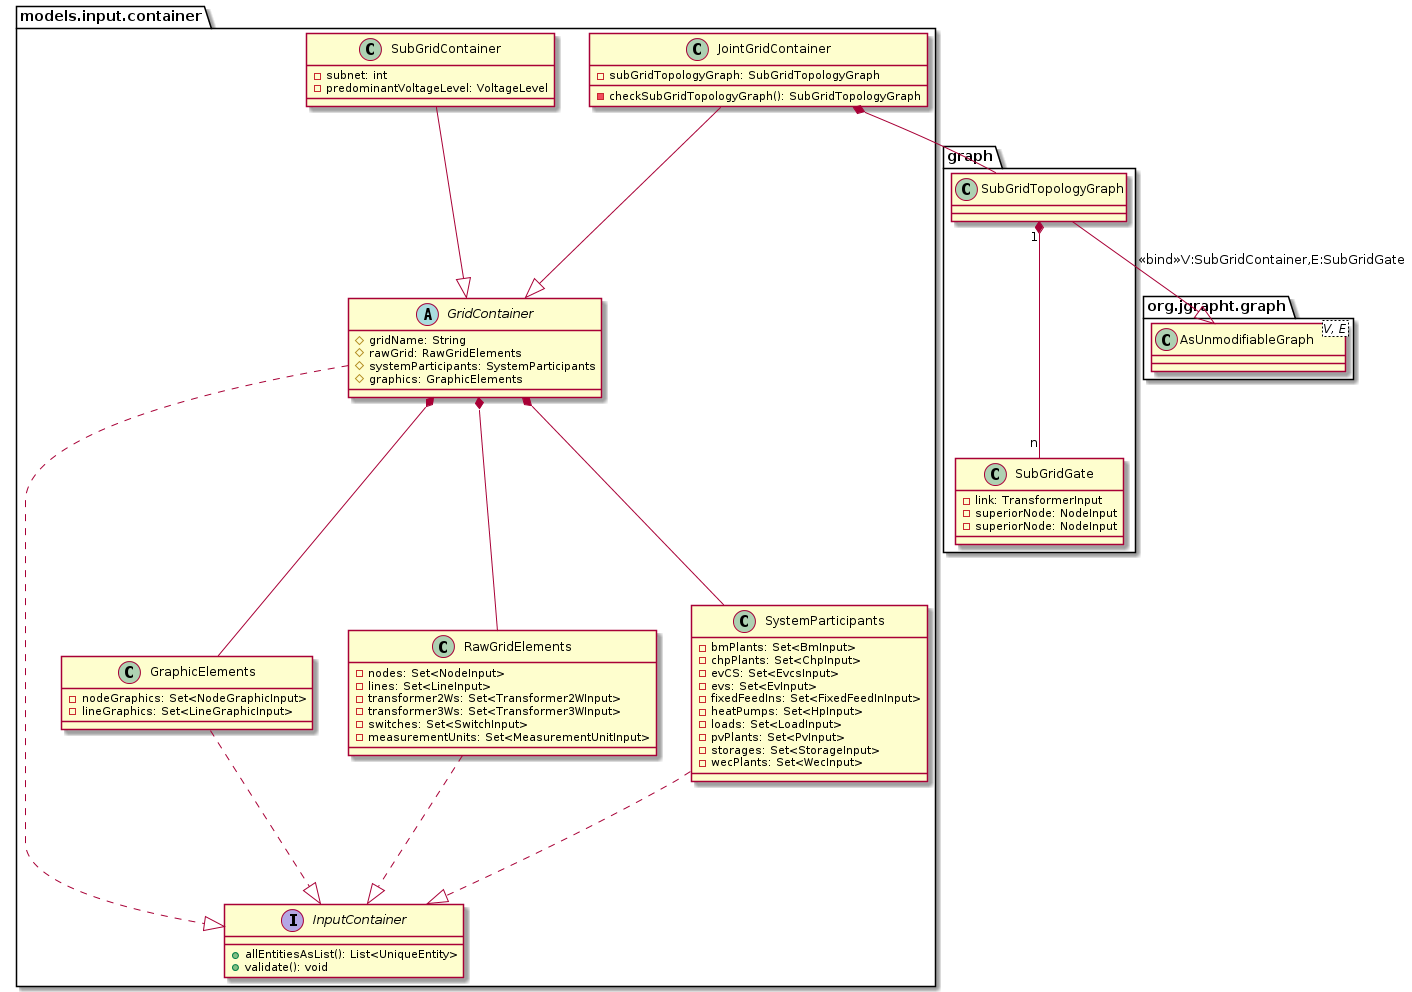 models.input.container
C SubGridContainer
subnet: int
predominantVoltageLevel: VoltageLevel
C JointGridContainer
subGridTopologyGraph: SubGridTopologyGraph
checkSubGridTopologyGraph(): SubGridTopologyGraph
graph
C SubGridTopologyGraph
1
n
«bind»V:SubGridContainer,E:SubGridGate
org.jgrapht.graph
C AsUnmodifiableGraph
V, E
A GridContainer
gridName: String
rawGrid: RawGridElements
systemParticipants: SystemParticipants
graphics: GraphicElements
C SubGridGate
link: TransformerInput
superiorNode: NodeInput
superiorNode: NodeInput
C GraphicElements
nodeGraphics: Set<NodeGraphicInput>
lineGraphics: Set<LineGraphicInput>
C RawGridElements
nodes: Set<NodeInput>
lines: Set<LineInput>
transformer2Ws: Set<Transformer2WInput>
transformer3Ws: Set<Transformer3WInput>
switches: Set<SwitchInput>
measurementUnits: Set<MeasurementUnitInput>
C SystemParticipants
bmPlants: Set<BmInput>
chpPlants: Set<ChpInput>
evCS: Set<EvcsInput>
evs: Set<EvInput>
fixedFeedIns: Set<FixedFeedInInput>
heatPumps: Set<HpInput>
loads: Set<LoadInput>
pvPlants: Set<PvInput>
storages: Set<StorageInput>
wecPlants: Set<WecInput>
I InputContainer
allEntitiesAsList(): List<UniqueEntity>
validate(): void